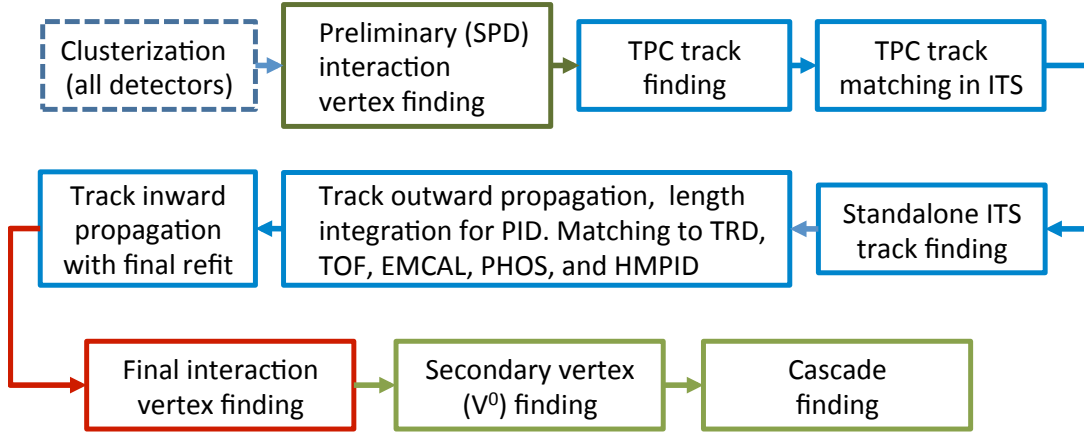 Clusterization
(all detectors)
Preliminary (SPD)
interaction
vertex finding
TPC track
finding
TPC track
matching in ITS
Track inward
propagation
with final refit
Track outward propagation, length
integration for PID. Matching to TRD,
TOF, EMCAL, PHOS, and HMPID
Standalone ITS
track finding
Final interaction
vertex finding
Secondary vertex
(V⁰) finding
Cascade
finding